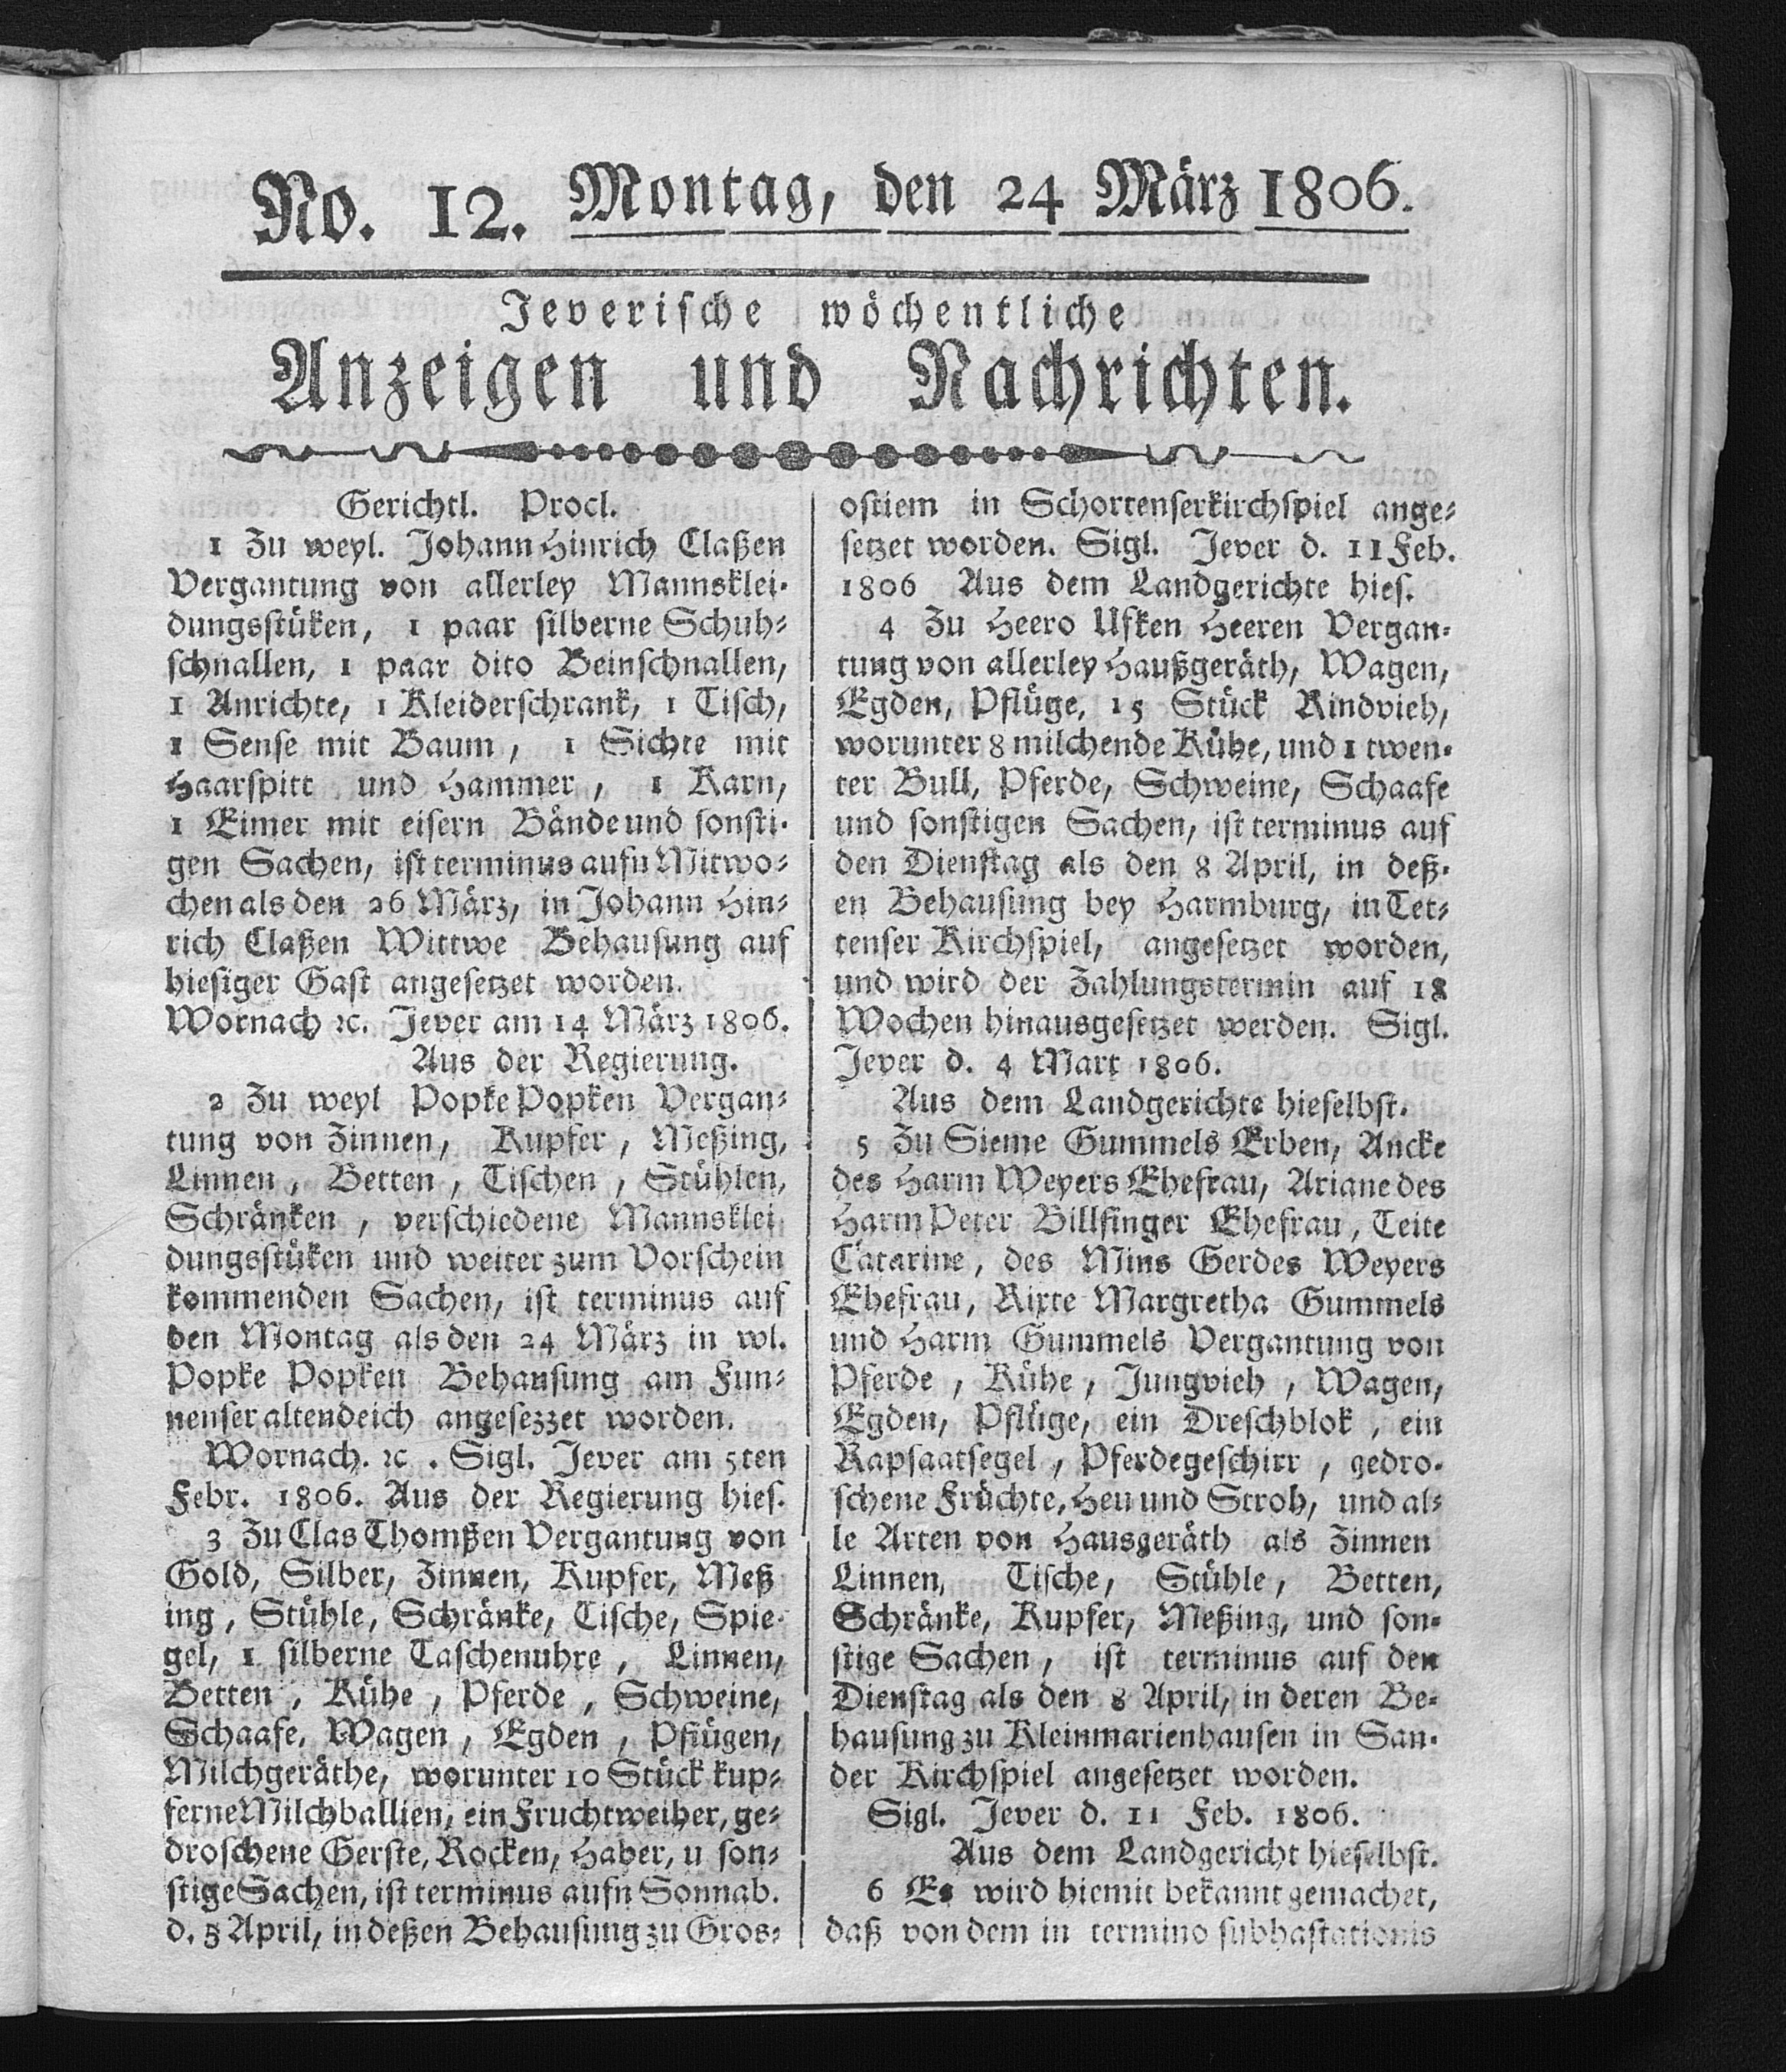 No. 12. Montag, den 24 März 1806.
Jeverische wöchentliche
Anzeigen und Nachrichten.
Gerichtl. Procl.
1 Zu weyl. Johann Hinrich Claßen
Vergantung von allerley Mannsklei-
dungsstüken, 1 paar silberne Schuh-
schnallen, 1 paar dito Beinschnallen,
1 Anrichte, 1 Kleiderschrank, 1 Tisch,
1 Sense mit Baum, 1 Sichte mit
Haarspitt und Hammer, 1 Karn,
1 Eimer mit eisern Bände und sonsti-
gen Sachen, ist terminus aufn Mitwo-
chen als den 26 März, in Johann Hin-
rich Claßen Wittwe Behausung auf
hiesiger Gast angesetzet worden.
Wornach ꝛc. Jever am 14 März 1806.
Aus der Regierung.
2 Zu weyl Popke Popken Vergan-
tung von Zinnen, Kupfer, Meßing,
Linnen, Betten, Tischen, Stühlen,
Schränken, verschiedene Mannsklei
dungsstüken und weiter zum Vorschein
kommenden Sachen, ist terminus auf
den Montag als den 24 März in wl.
Popke Popken Behausung am Fun-
nenser altendeich angesezzet worden.
Wornach. ꝛc. Sigl. Jever am 5ten
Febr. 1806. Aus der Regierung hies.
3 Zu Clas Thomßen Vergantung von
Gold, Silber, Zinnen, Kupfer, Meß
ing, Stühle, Schränke, Tische, Spie-
gel, 1 silberne Taschenuhre, Linnen,
Betten, Kühe, Pferde, Schweine,
Schaafe, Wagen, Egden, Pflügen,
Milchgeräthe, worunter 10 Stück kup-
ferne Milchballien, ein Fruchtweiher, ge-
droschene Gerste, Rocken, Haber, u son-
stige Sachen, ist terminus aufn Sonnab.
d. 5 April, in deßen Behausung zu Gros-
ostiem in Schortenserkirchspiel ange-
setzet worden. Sigl. Jever d. 11 Feb.
1806 Aus dem Landgerichte hies.
4 Zu Heero Ufken Heeren Vergan-
tung von allerley Haußgeräth, Wagen,
Egden, Pflüge, 15 Stück Rindvieh,
worunter 8 milchende Kühe, und 1 twen-
ter Bull, Pferde, Schweine, Schaafe
und sonstigen Sachen, ist terminus auf
den Dienstag als den 8 April, in deß-
en Behausung bey Harmburg, in Tet-
tenser Kirchspiel, angesetzet worden,
und wird der Zahlungstermin auf 18
Wochen hinausgesetzet werden. Sigl.
Jever d. 4 Mart 1806.
Aus dem Landgerichte hieselbst.
5 Zu Sieme Gummels Erben, Ancke
des Harm Weyers Ehefrau, Ariane des
Harm Peter Billfinger Ehefrau, Teite
Catarine, des Mins Gerdes Weyers
Ehefrau, Rixte Margretha Gummels
und Harm Gummels Vergantung von
Pferde, Kühe, Jungvieh, Wagen,
Egden, Pflüge, ein Dreschblok, ein
Rapsaatsegel, Pferdegeschirr, gedro-
schene Früchte, Heu und Stroh, und al-
le Arten von Hausgeräth als Zinnen
Linnen, Tische, Stühle, Betten,
Schränke, Kupfer, Meßing, und son-
stige Sachen, ist terminus auf den
Dienstag als den 8 April, in deren Be-
hausung zu Kleinmarienhausen in San-
der Kirchspiel angesetzet worden.
Sigl. Jever d. 11 Feb. 1806.
Aus dem Landgericht hieselbst.
6 Es wird hiemit bekannt gemachet,
daß von dem in termino subhastationis